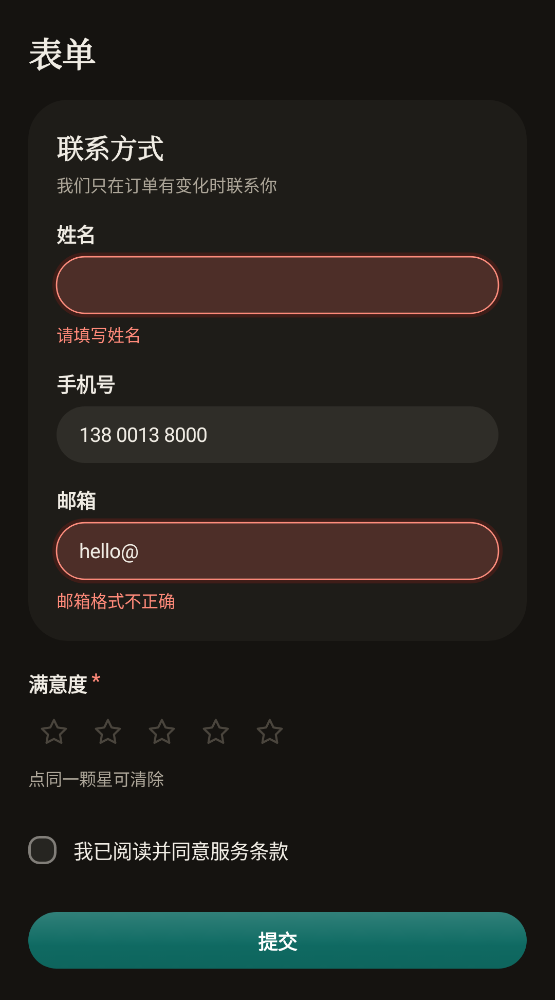 表单
联系方式
我们只在订单有变化时联系你
姓名
请填写姓名
手机号
138 0013 8000
邮箱
hello@
邮箱格式不正确
满意度 *
点同一颗星可清除
我已阅读并同意服务条款
提交